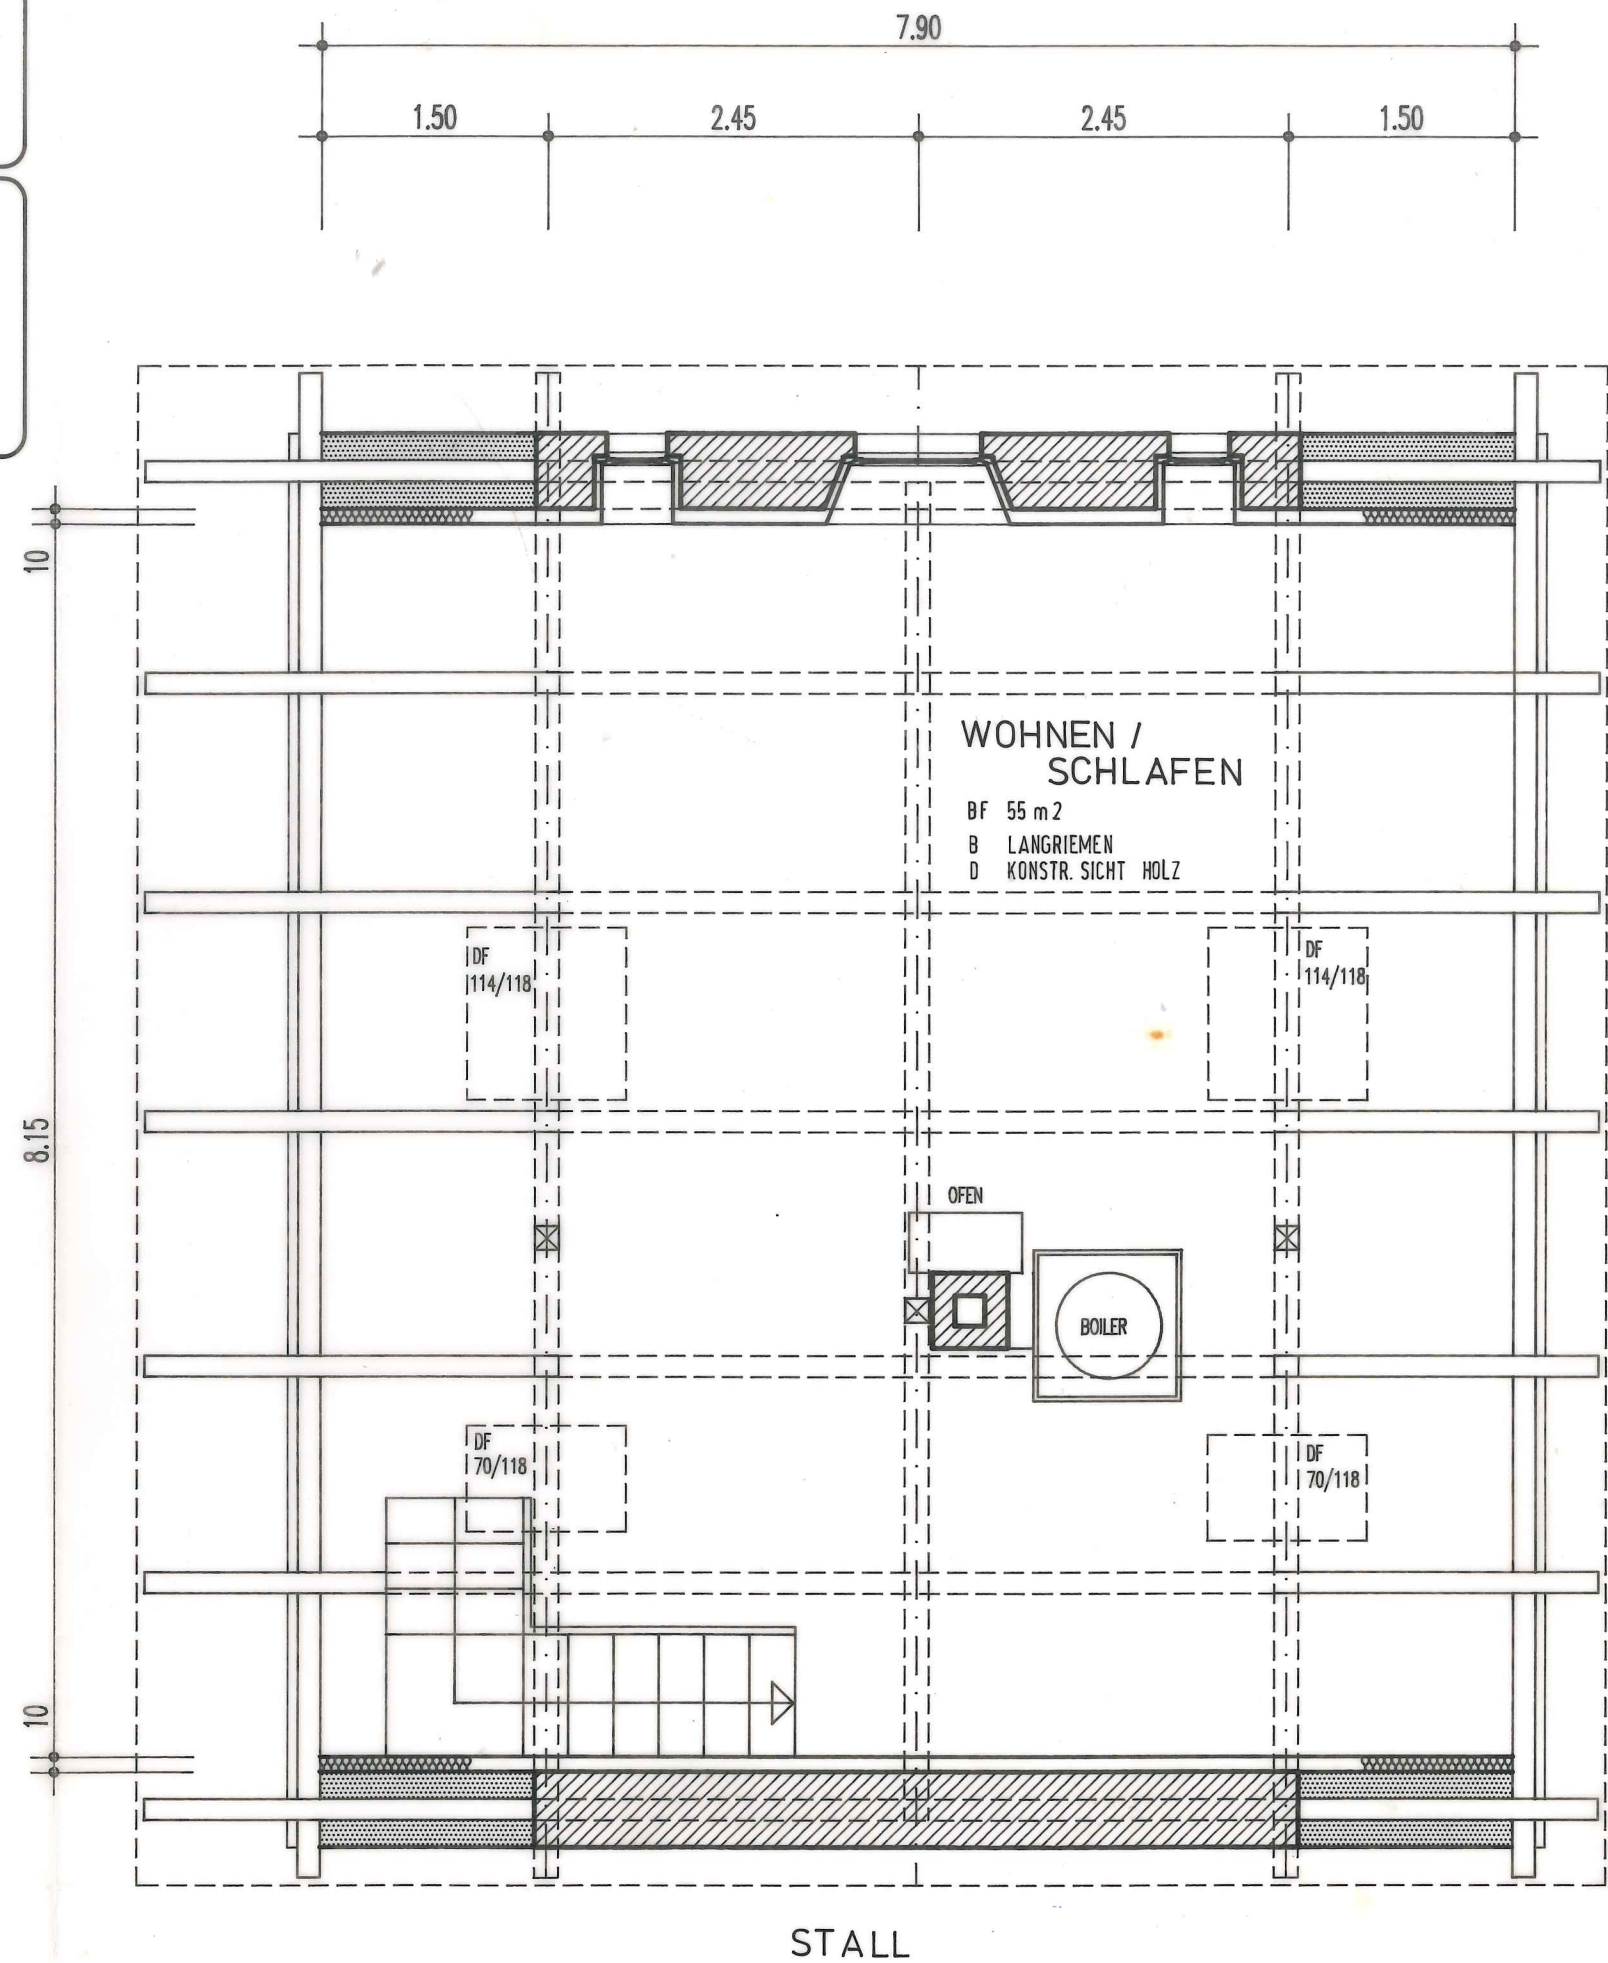 7.90
1.50 2.45 2.45 1.50
10
WOHNEN /
SCHLAFEN
BF 55 m2
B LANGRIEMEN
D KONSTR. SICHT HOLZ
DF
114/118
DF
114/118
8.15
OFEN
BOILER
DF
70/118
DF
70/118
10
STALL